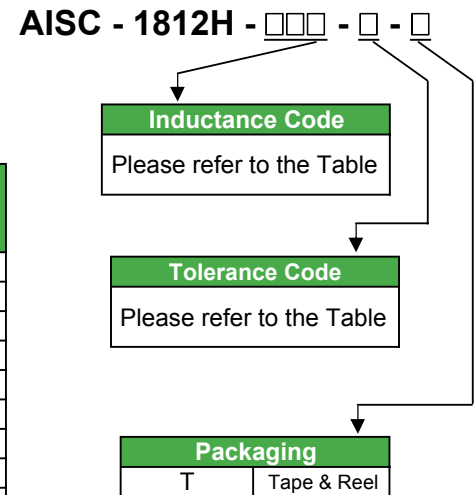 AISC - 1812H - □□□ - □ - □
Inductance Code
Please refer to the Table
Tolerance Code
Please refer to the Table
Packaging
T Tape & Reel